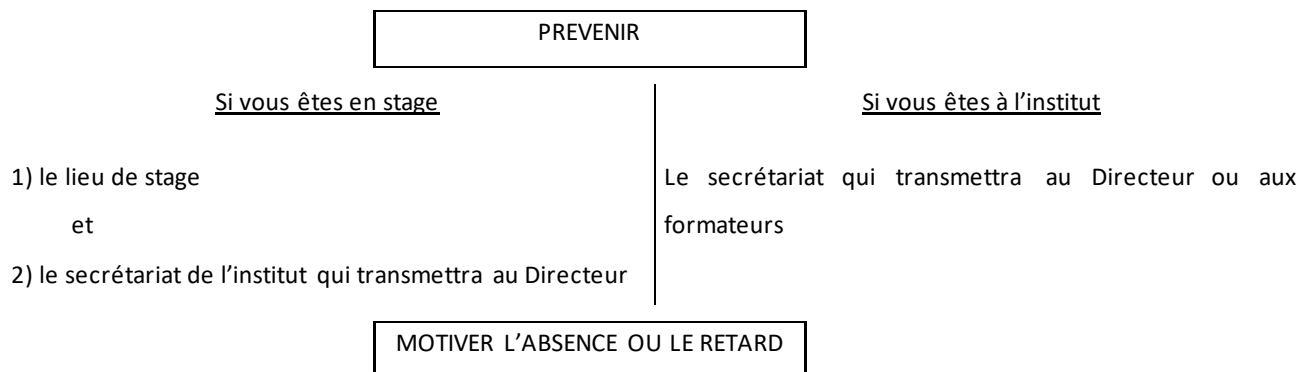 PREVENIR
Si vous êtes en stage
1) le lieu de stage
et
2) le secrétariat de l’institut qui transmettra au Directeur
Si vous êtes à l’institut
Le secrétariat qui transmettra au Directeur ou aux
formateurs
MOTIVER L’ABSENCE OU LE RETARD